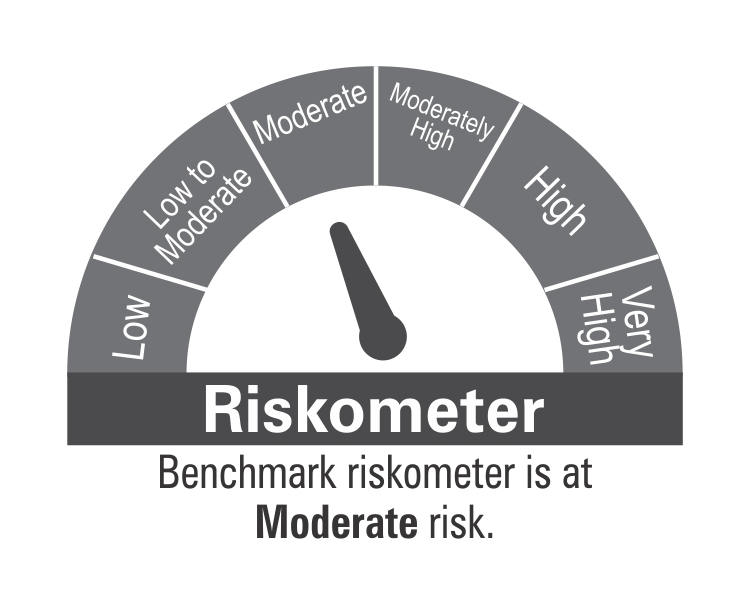 Low
Low to
Moderate
Moderate
Moderately
High
High
Very
High
Riskometer
Benchmark riskometer is at
Moderate risk.